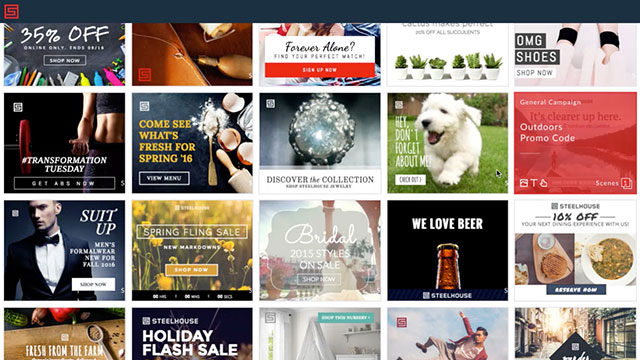 35% OFF
ONLINE ONLY. ENDS 08/16
SHOP NOW
Forever Alone?
FIND YOUR PERFECT WATCH!
SIGN UP NOW
Cactus makes perfect
20% OFF ALL SUCCULENTS
OMG
SHOES
SHOP NOW
#TRANSFORMATION
TUESDAY
GET ABS NOW
COME SEE
WHAT'S
FRESH FOR
SPRING '16
VIEW MENU
DISCOVER the COLLECTION
SHOP STEELHOUSE JEWELRY
HEY,
DON'T
FORGET
ABOUT ME!
CHECK OUT
General Campaign
It's clearer up here.
Outdoors
Promo Code
Scenes 1
SUIT
UP
MEN'S
FORMALWEAR
NEW FOR
FALL 2016
SHOP NOW
STEELHOUSE
SPRING FLING SALE
NEW MARKDOWNS
SHOP NOW
00 HRS 00 MINS 00 SECS
Bridal
2015 STYLES
ON SALE
SHOP NOW
WE LOVE BEER
STEELHOUSE
STEELHOUSE
10% OFF
YOUR NEXT DINING EXPERIENCE WITH US!
RESERVE NOW
FRESH FROM THE FARM
STEELHOUSE
HOLIDAY
FLASH SALE
SHOP THIS NURSERY
STEELHOUSE